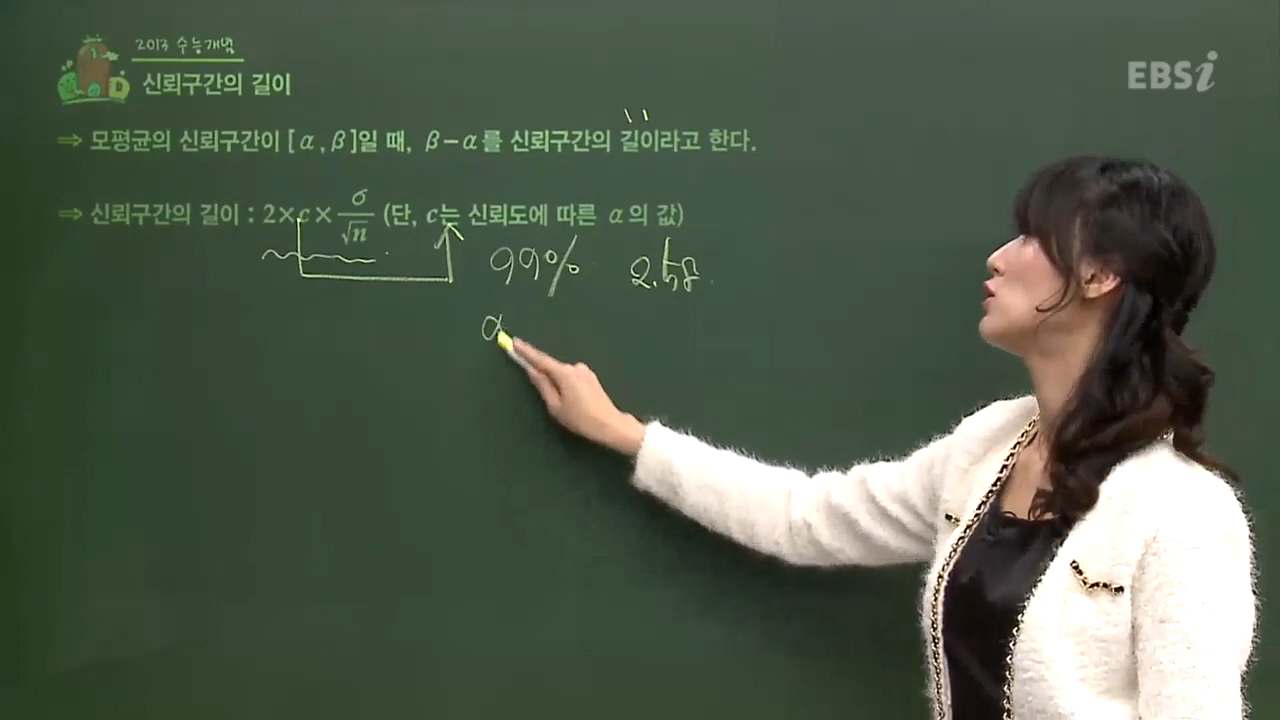 2013 수능개념
신뢰구간의 길이
EBSi
⇒ 모평균의 신뢰구간이 [α, β]일 때, β-α를 신뢰구간의 길이라고 한다.
⇒ 신뢰구간의 길이 : 2×c×σ/√n (단, c는 신뢰도에 따른 α의 값)
99% 2.58
α